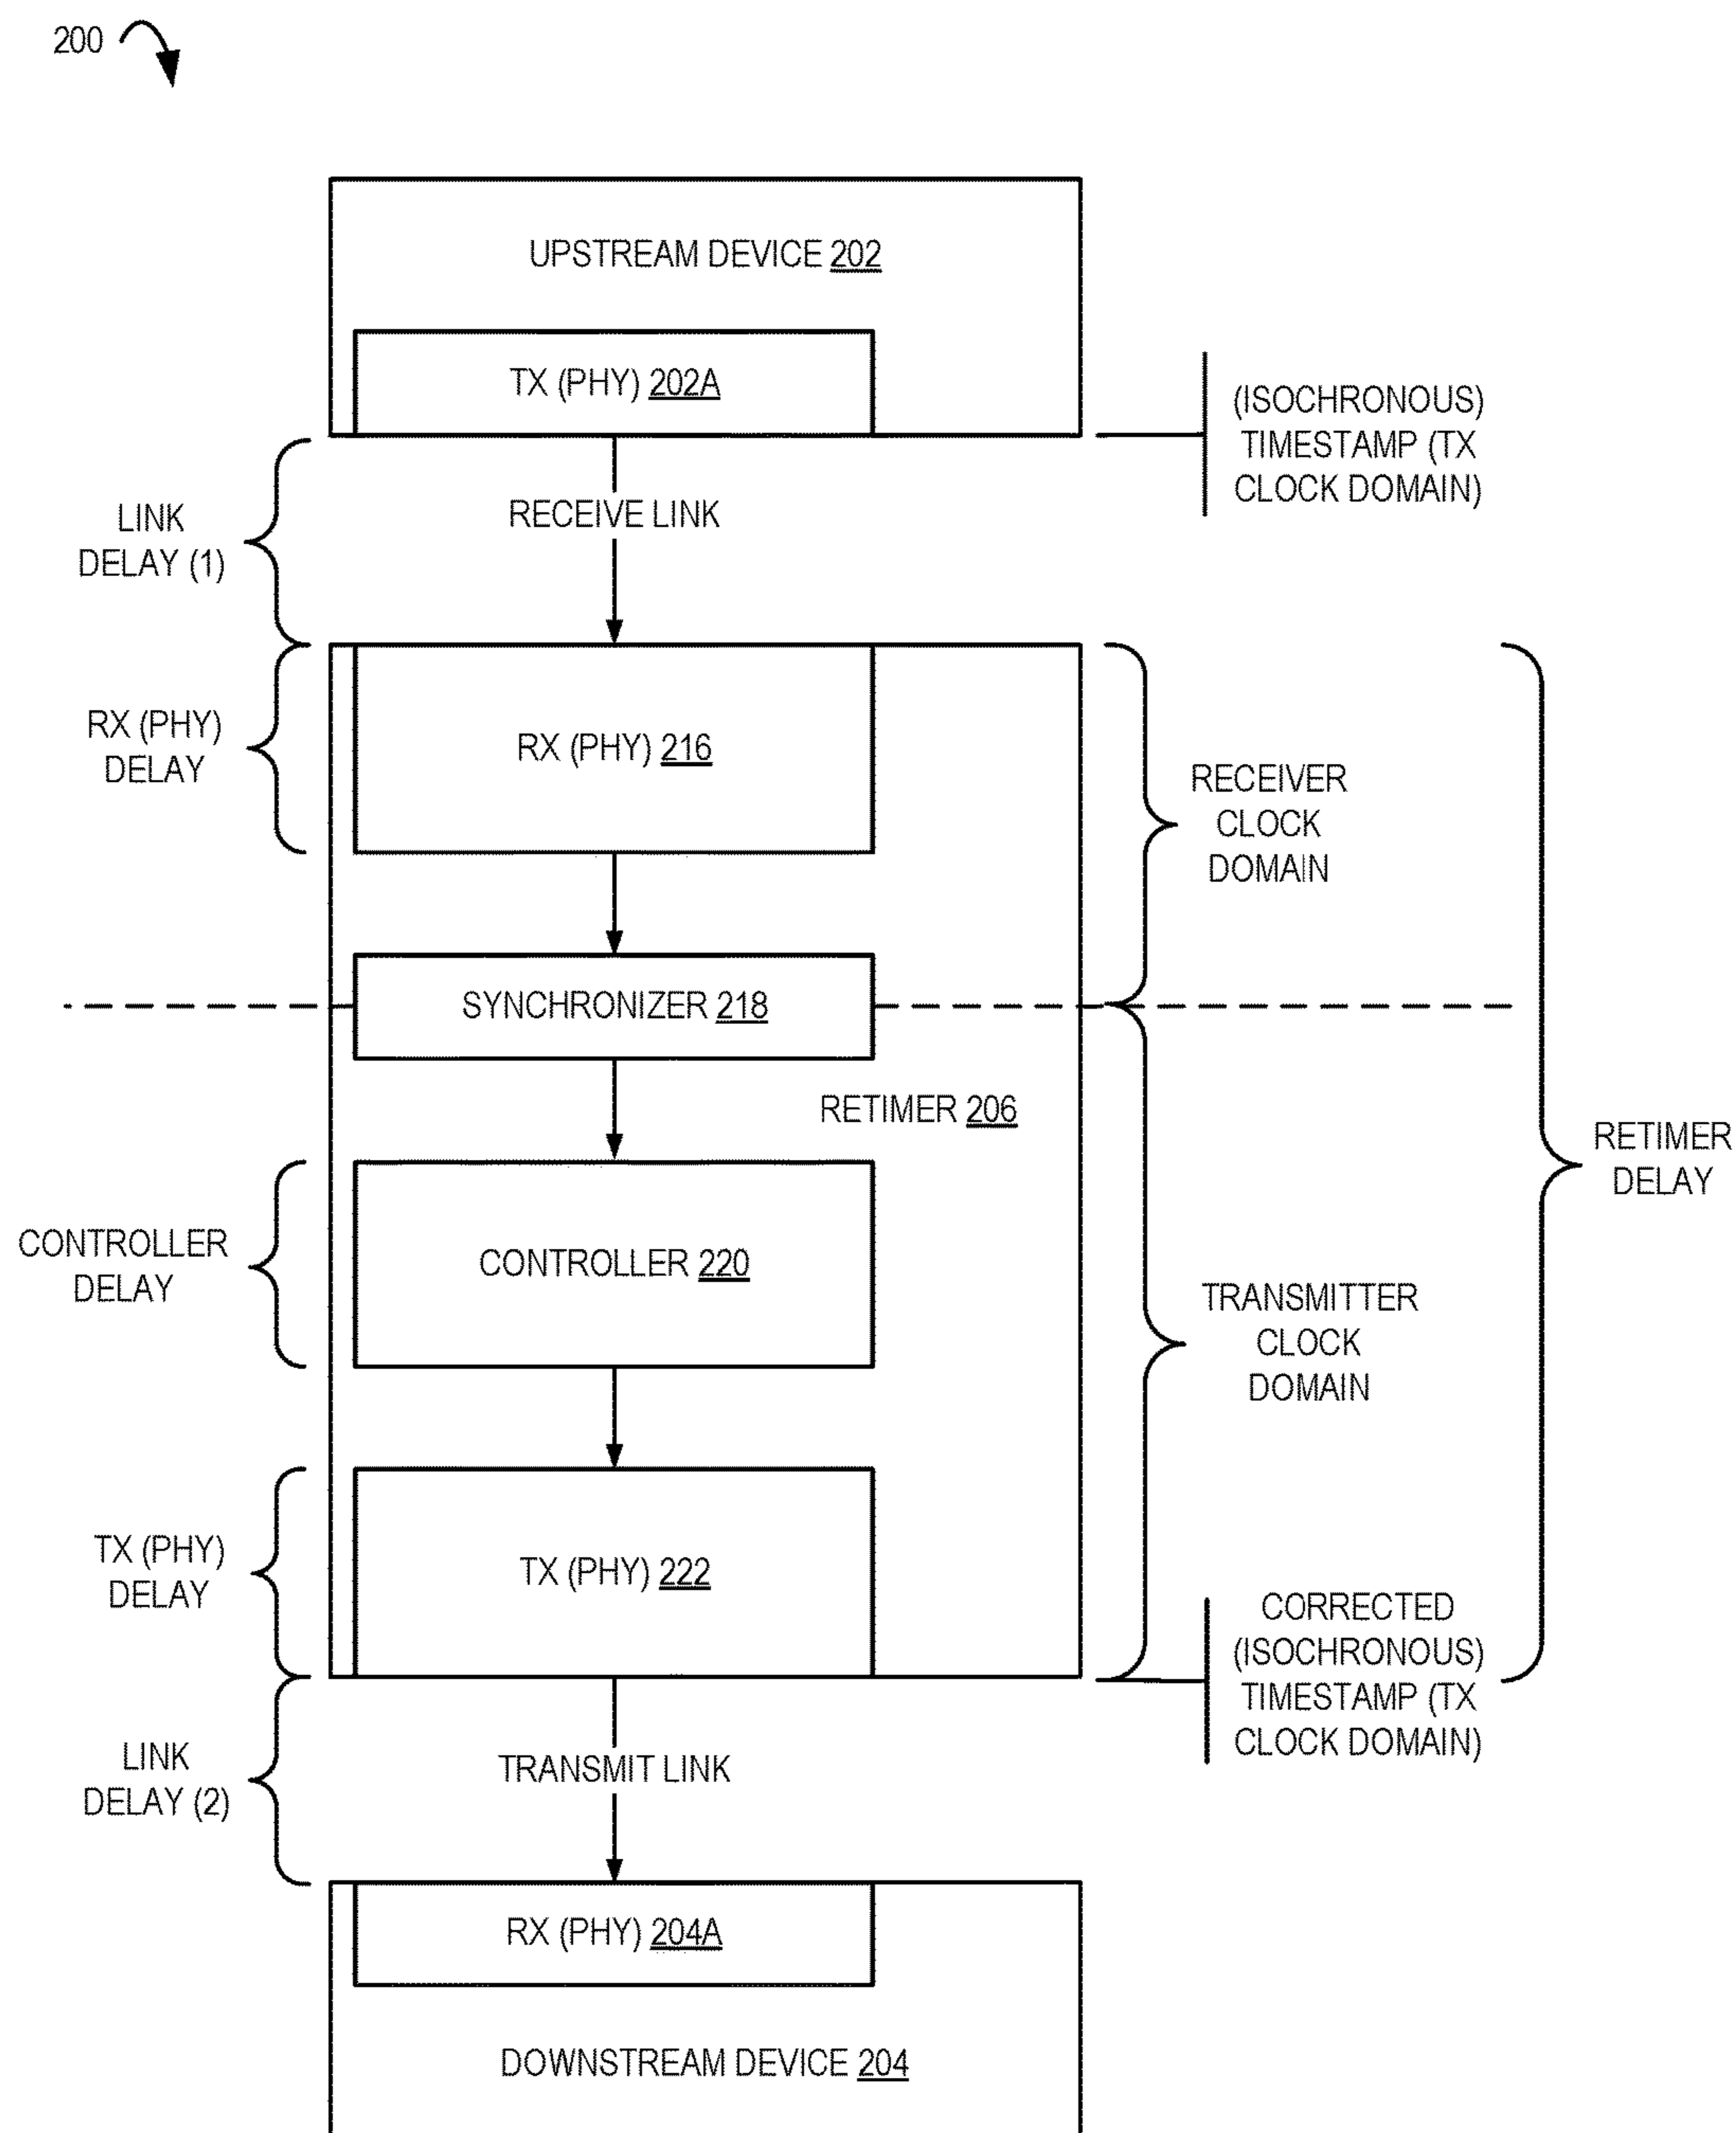 200
UPSTREAM DEVICE 202
TX (PHY) 202A
(ISOCHRONOUS)
TIMESTAMP (TX
CLOCK DOMAIN)
LINK
DELAY (1)
RECEIVE LINK
RX (PHY)
DELAY
RX (PHY) 216
RECEIVER
CLOCK
DOMAIN
SYNCHRONIZER 218
RETIMER 206
RETIMER
DELAY
CONTROLLER
DELAY
CONTROLLER 220
TRANSMITTER
CLOCK
DOMAIN
TX (PHY)
DELAY
TX (PHY) 222
CORRECTED
(ISOCHRONOUS)
TIMESTAMP (TX
CLOCK DOMAIN)
LINK
DELAY (2)
TRANSMIT LINK
RX (PHY) 204A
DOWNSTREAM DEVICE 204